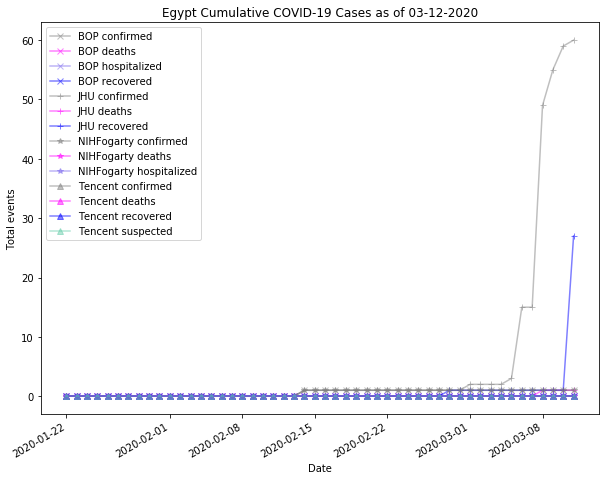 Egypt Cumulative COVID-19 Cases as of 03-12-2020
BOP confirmed
BOP deaths
BOP hospitalized
BOP recovered
JHU confirmed
JHU deaths
JHU recovered
NIHFogarty confirmed
NIHFogarty deaths
NIHFogarty hospitalized
Tencent confirmed
Tencent deaths
Tencent recovered
Tencent suspected
Total events
60
50
40
30
20
10
0
2020-01-22
2020-02-01
2020-02-08
2020-02-15
2020-02-22
2020-03-01
2020-03-08
Date